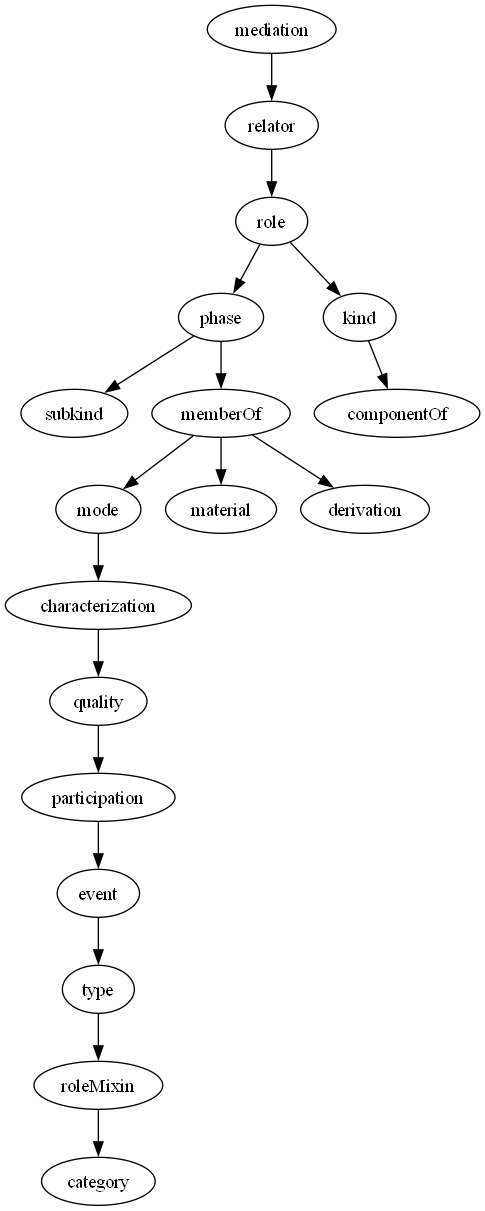 mediation
relator
role
phase
kind
subkind
memberOf
componentOf
mode
material
derivation
characterization
quality
participation
event
type
roleMixin
category